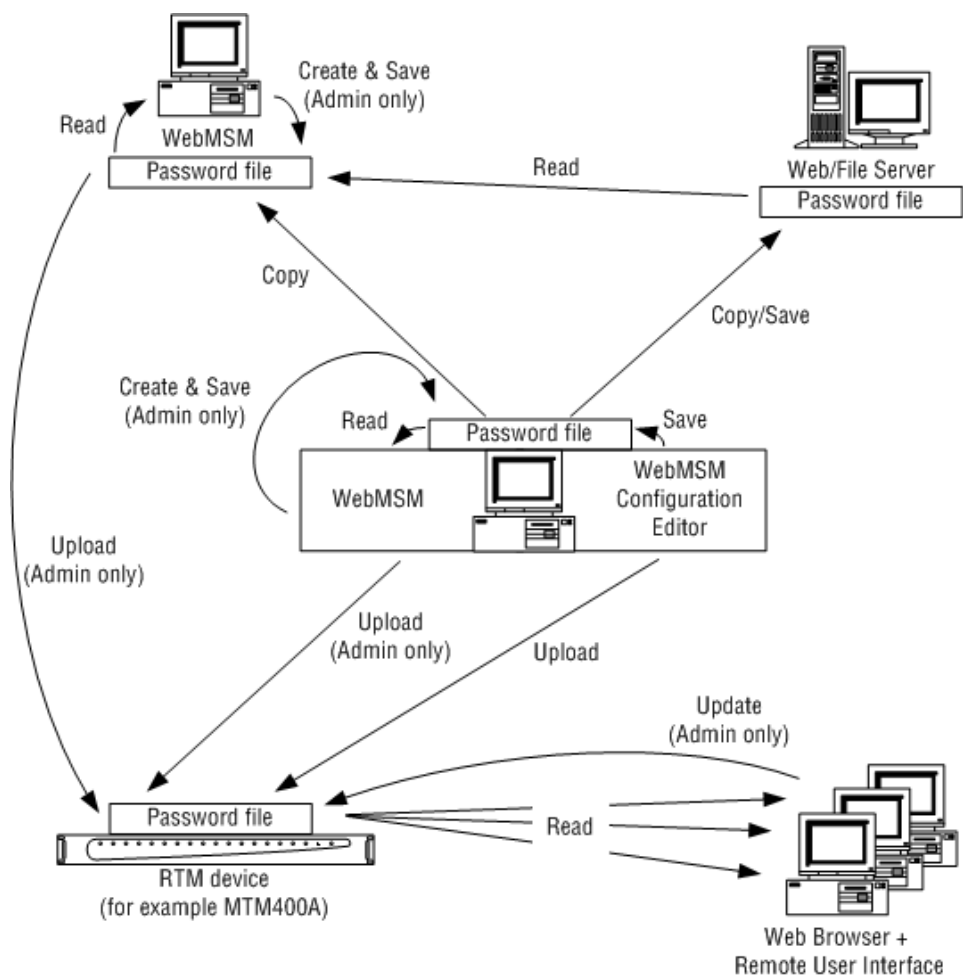 Create & Save
(Admin only)
Read
WebMSM
Password file
Read
Web/File Server
Password file
Copy
Copy/Save
Create & Save
(Admin only)
Read
Password file
Save
WebMSM
WebMSM
Configuration
Editor
Upload
(Admin only)
Upload
(Admin only)
Upload
Update
(Admin only)
Password file
Read
RTM device
(for example MTM400A)
Web Browser +
Remote User Interface